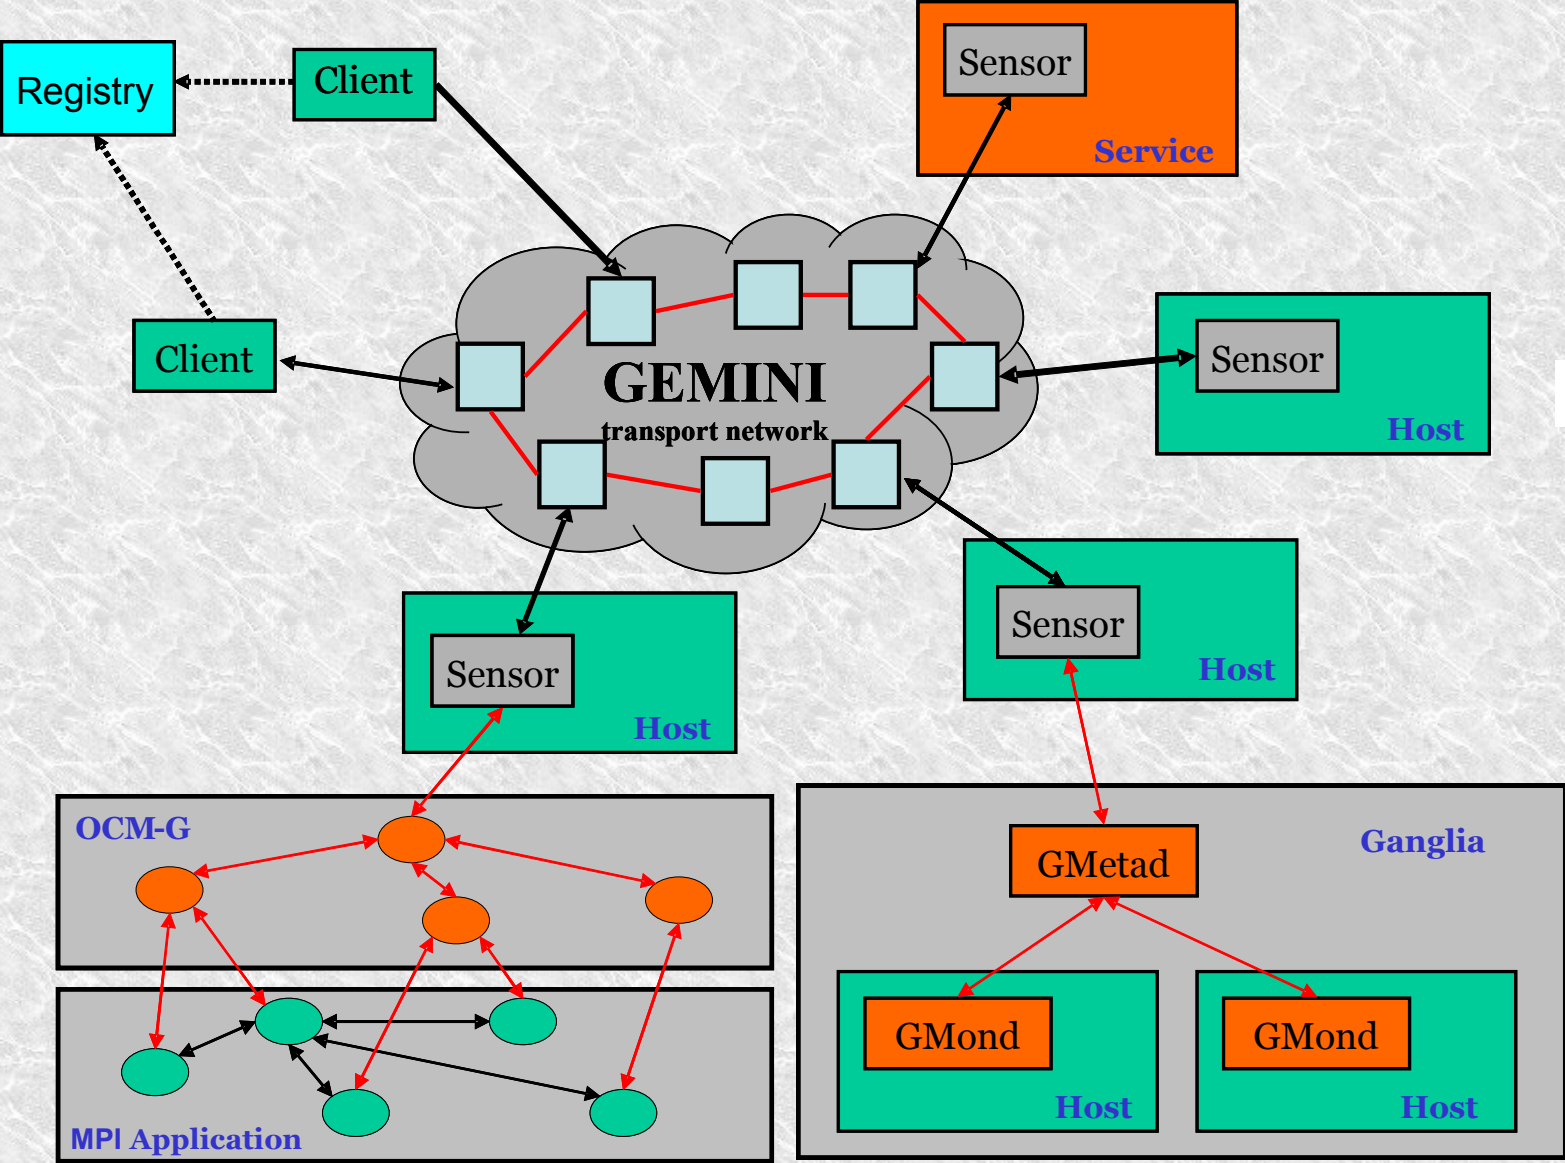 Registry
Client
Sensor
Service
Client
GEMINI
transport network
Sensor
Host
Sensor
Host
Sensor
Host
OCM-G
Ganglia
GMetad
GMond
Host
GMond
Host
MPI Application